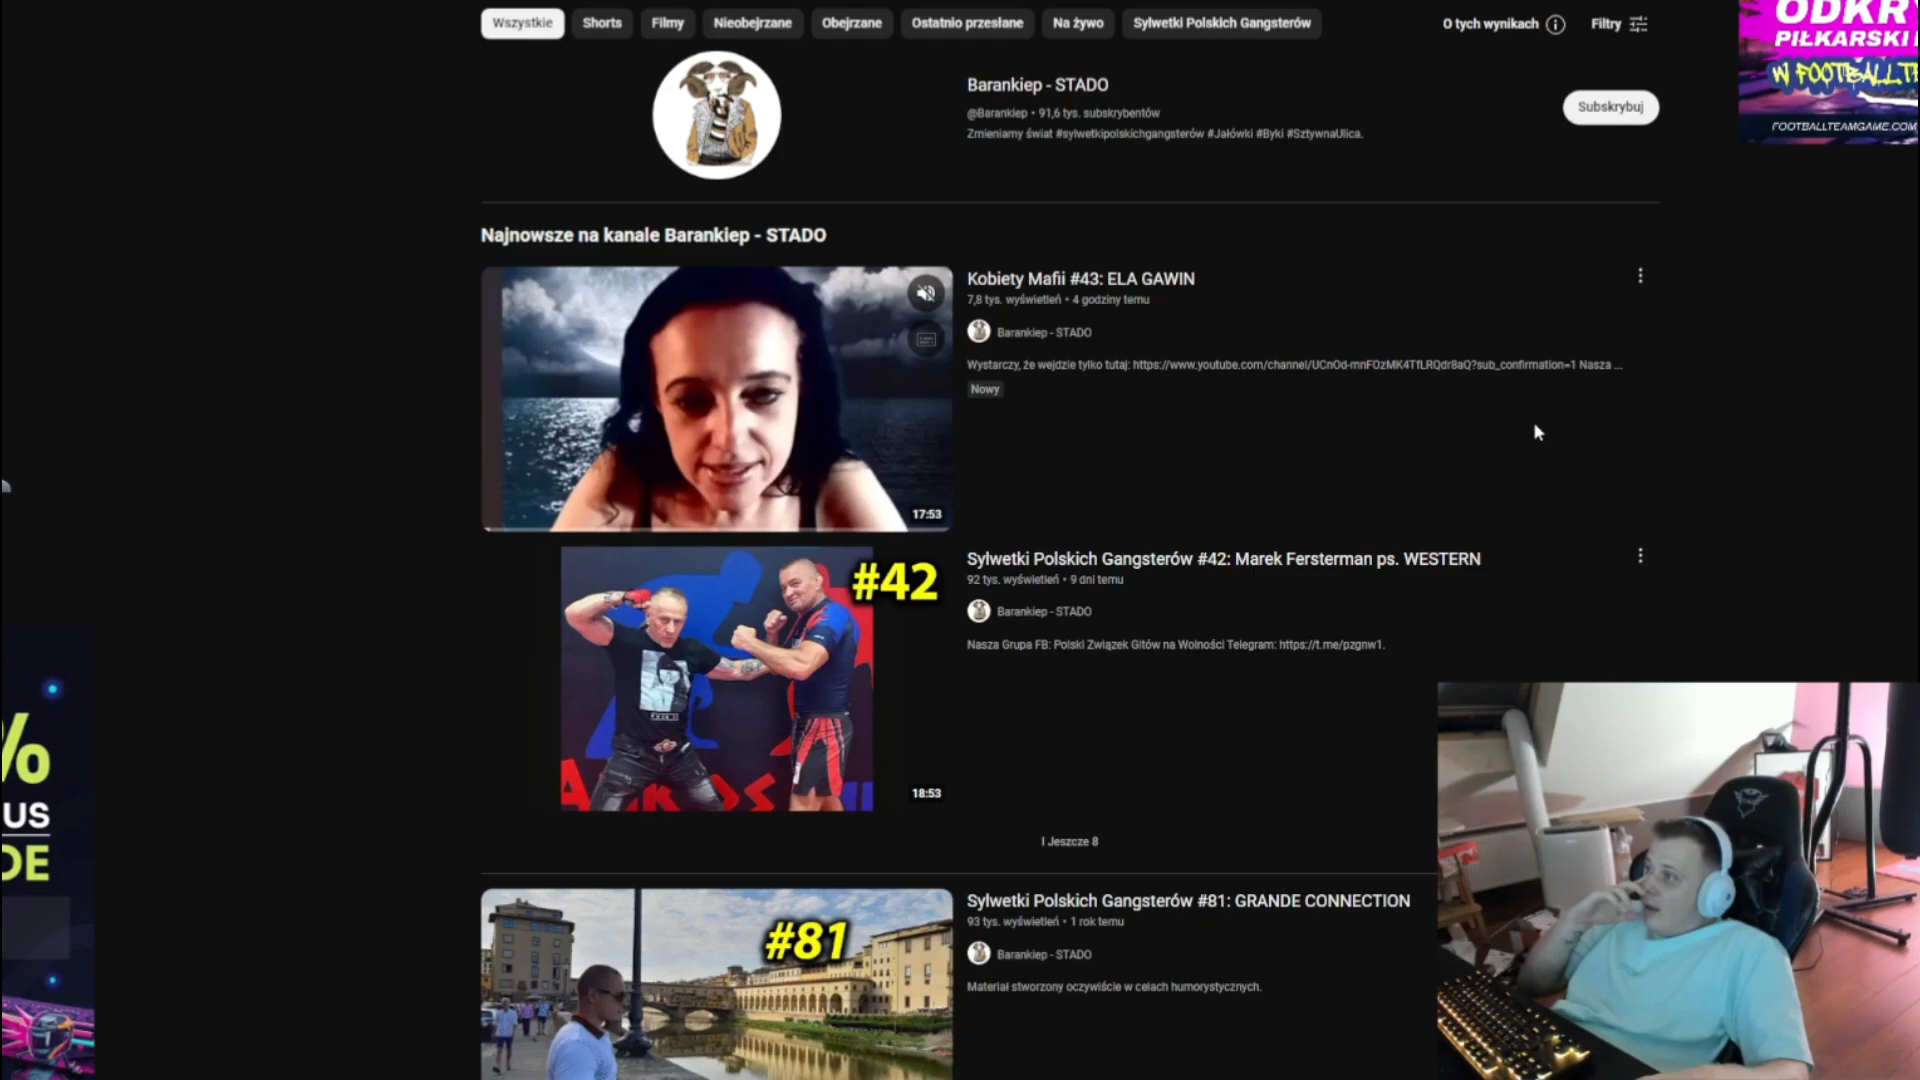 Wszystkie
Shorts
Filmy
Nieobejrzane
Obejrzane
Ostatnio przesłane
Na żywo
Sylwetki Polskich Gangsterów
O tych wynikach
Filtry
ODKR
PIŁKARSKI
W FOOTBALLTE
FOOTBALLTEAMGAME.COM
Barankiep - STADO
@Barankiep • 91,6 tys. subskrybentów
Zmieniamy świat #sylwetkipolskichgangsterów #Jałówki #Byki #SztywnaUlica.
Subskrybuj
Najnowsze na kanale Barankiep - STADO
17:53
Kobiety Mafii #43: ELA GAWIN
7,8 tys. wyświetleń • 4 godziny temu
Barankiep - STADO
Wystarczy, że wejdzie tylko tutaj: https://www.youtube.com/channel/UCnOd-mnFOzMK4TfLRQdr8aQ?sub_confirmation=1 Nasza ...
Nowy
#42
18:53
Sylwetki Polskich Gangsterów #42: Marek Fersterman ps. WESTERN
92 tys. wyświetleń • 9 dni temu
Barankiep - STADO
Nasza Grupa FB: Polski Związek Gitów na Wolności Telegram: https://t.me/pzgnw1.
I Jeszcze 8
#81
Sylwetki Polskich Gangsterów #81: GRANDE CONNECTION
93 tys. wyświetleń • 1 rok temu
Barankiep - STADO
Materiał stworzony oczywiście w celach humorystycznych.
%
US
DE